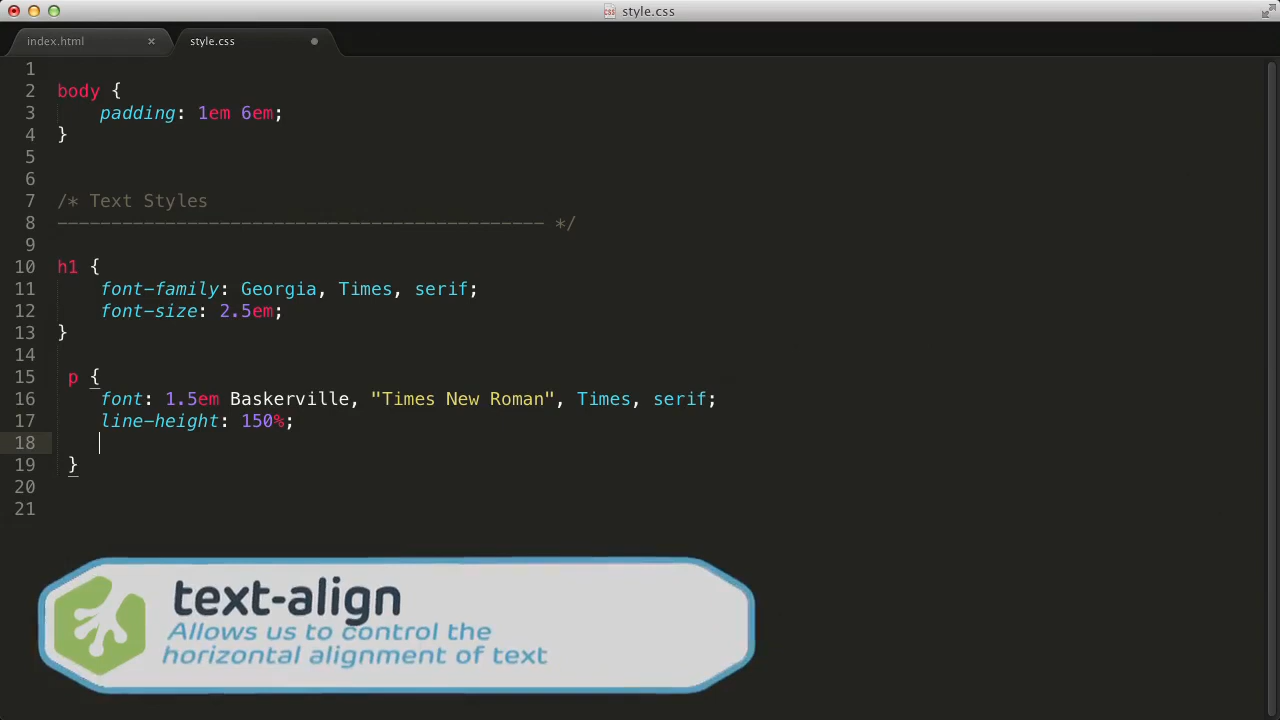 style.css
index.html × style.css
1
2 body {
3 padding: 1em 6em;
4 }
5
6
7 /* Text Styles
8 --------------------------------------------- */
9
10 h1 {
11 font-family: Georgia, Times, serif;
12 font-size: 2.5em;
13 }
14
15 p {
16 font: 1.5em Baskerville, "Times New Roman", Times, serif;
17 line-height: 150%;
18
19 }
20
21
text-align
Allows us to control the
horizontal alignment of text